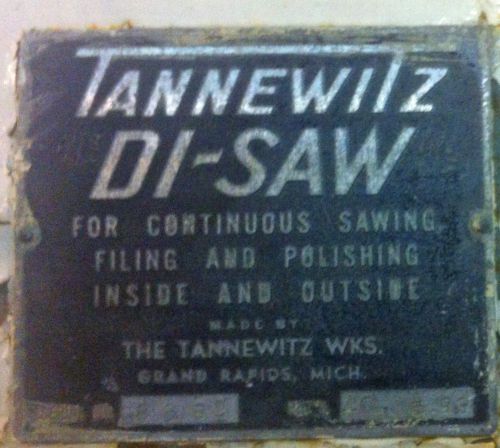 TANNEWITZ
DI-SAW
FOR CONTINUOUS SAWING
FILING AND POLISHING
INSIDE AND OUTSIDE
MADE BY
THE TANNEWITZ WKS.
GRAND RAPIDS, MICH.